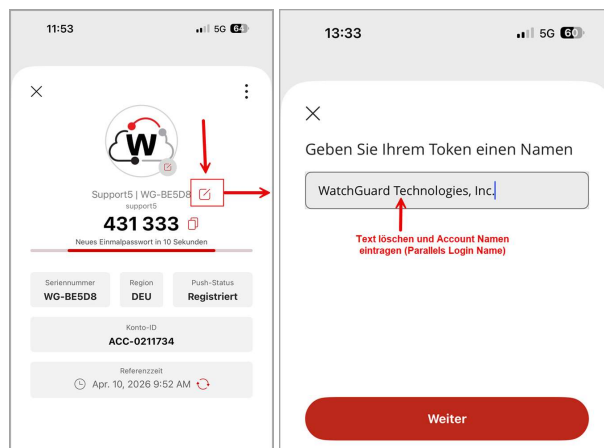 11:53
5G 64
W
Support5 | WG-BE5D8
support5
431 333
Neues Einmalpasswort in 10 Sekunden
Seriennummer
WG-BE5D8
Region
DEU
Push-Status
Registriert
Konto-ID
ACC-0211734
Referenzzeit
Apr. 10, 2026 9:52 AM
13:33
5G 60
Geben Sie Ihrem Token einen Namen
WatchGuard Technologies, Inc.
Text löschen und Account Namen
eintragen (Parallels Login Name)
Weiter